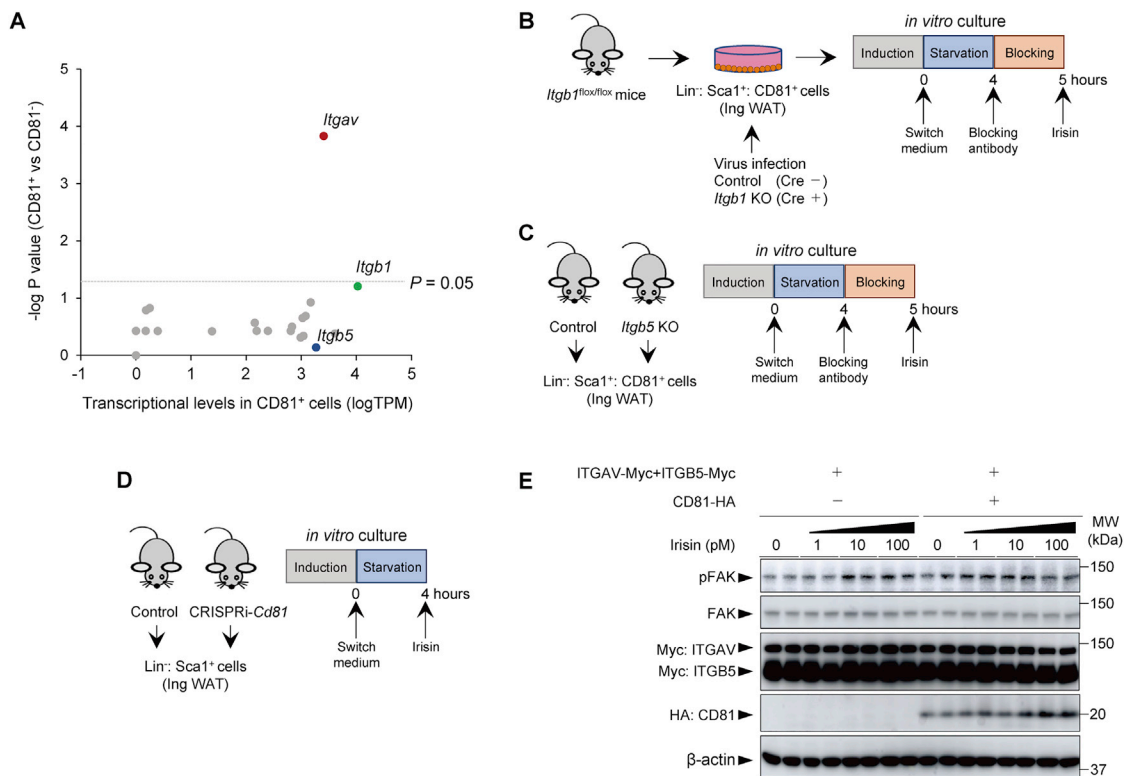 A
-log P value (CD81⁺ vs CD81⁻)
5
4
3
2
1
0
Itgav
Itgb1
P = 0.05
Itgb5
-1 0 1 2 3 4 5
Transcriptional levels in CD81⁺ cells (logTPM)
B
Itgb1flox/flox mice
Lin⁻: Sca1⁺: CD81⁺ cells
(Ing WAT)
Virus infection
Control (Cre −)
Itgb1 KO (Cre +)
in vitro culture
Induction Starvation Blocking
0 4 5 hours
Switch
medium
Blocking
antibody
Irisin
C
Control Itgb5 KO
Lin⁻: Sca1⁺: CD81⁺ cells
(Ing WAT)
in vitro culture
Induction Starvation Blocking
0 4 5 hours
Switch
medium
Blocking
antibody
Irisin
D
Control CRISPRi-Cd81
Lin⁻: Sca1⁺ cells
(Ing WAT)
in vitro culture
Induction Starvation
0 4 hours
Switch
medium
Irisin
E
ITGAV-Myc+ITGB5-Myc + +
CD81-HA − +
MW
(kDa)
Irisin (pM) 0 1 10 100 0 1 10 100
pFAK 150
FAK 150
Myc: ITGAV 150
Myc: ITGB5
HA: CD81 20
β-actin 37